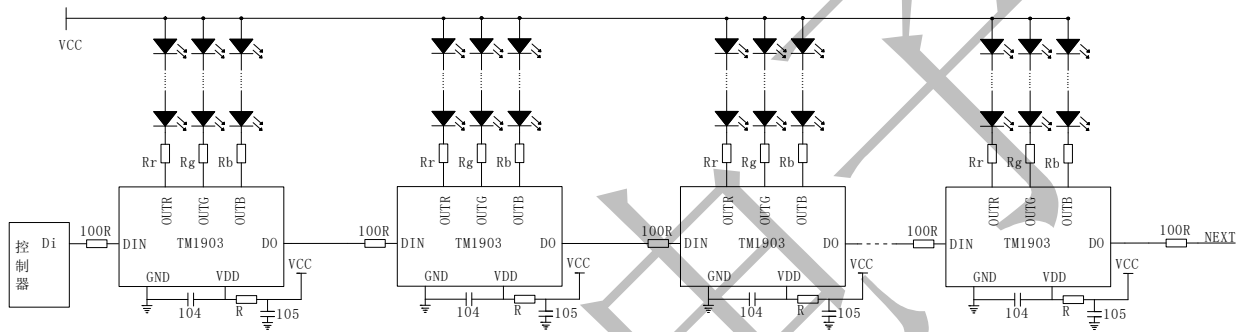 VCC
Rr Rg Rb Rr Rg Rb Rr Rg Rb Rr Rg Rb
OUTR OUTG OUTB OUTR OUTG OUTB OUTR OUTG OUTB OUTR OUTG OUTB
控制器 Di 100R DIN TM1903 DO 100R DIN TM1903 DO 100R DIN TM1903 DO 100R DIN TM1903 DO 100R NEXT
GND VDD VCC GND VDD VCC GND VDD VCC GND VDD VCC
104 R 105 104 R 105 104 R 105 104 R 105